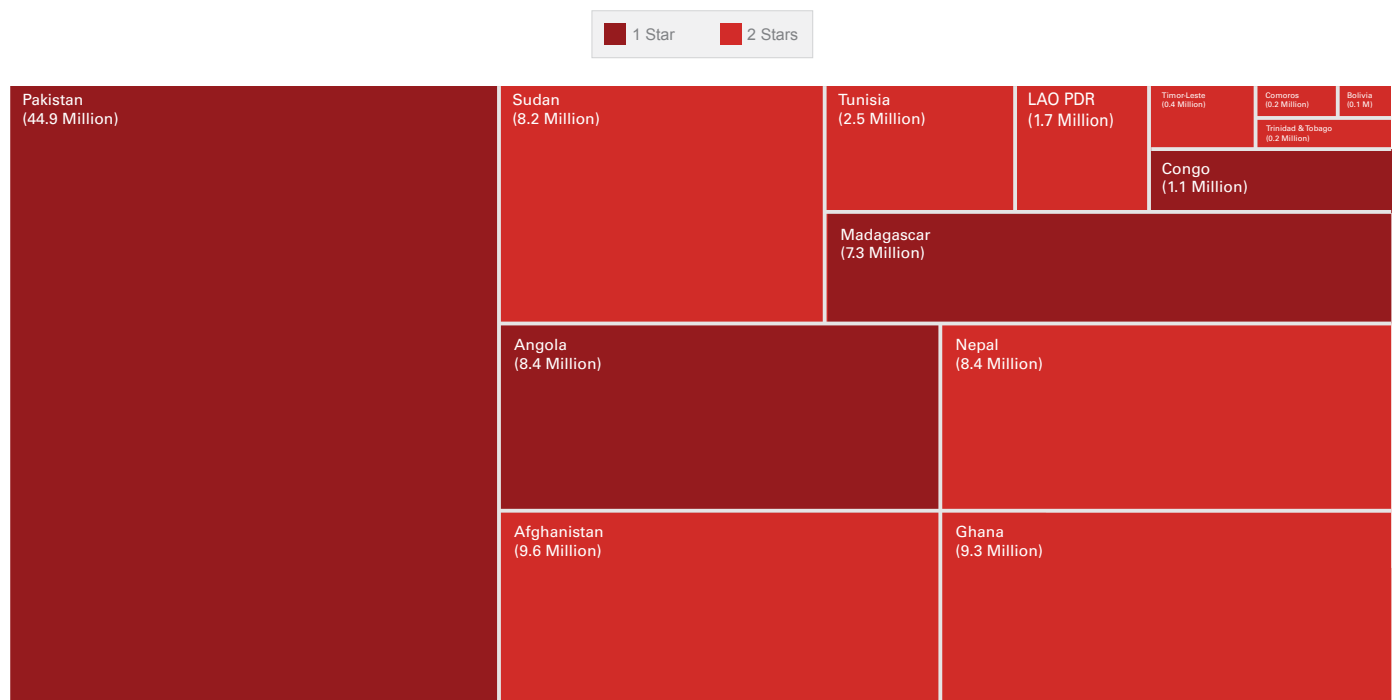 1 Star
2 Stars
Pakistan
(44.9 Million)
Sudan
(8.2 Million)
Tunisia
(2.5 Million)
LAO PDR
(1.7 Million)
Timor-Leste
(0.4 Million)
Comoros
(0.2 Million)
Bolivia
(0.1 M)
Trinidad & Tobago
(0.2 Million)
Congo
(1.1 Million)
Madagascar
(7.3 Million)
Angola
(8.4 Million)
Nepal
(8.4 Million)
Afghanistan
(9.6 Million)
Ghana
(9.3 Million)